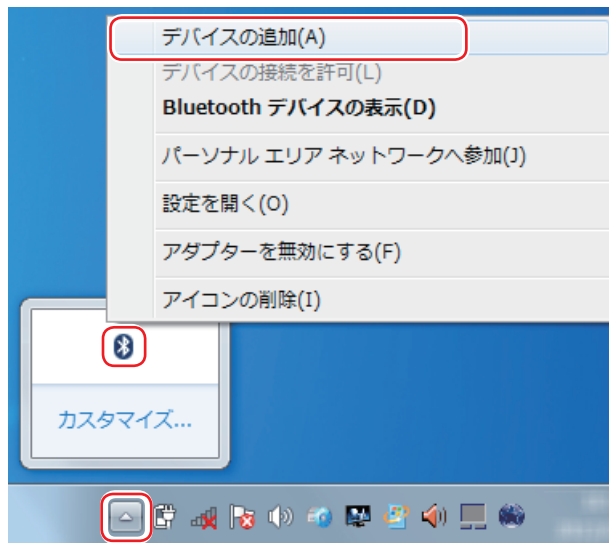 デバイスの追加(A)
デバイスの接続を許可(L)
Bluetooth デバイスの表示(D)
パーソナル エリア ネットワークへ参加(J)
設定を開く(O)
アダプターを無効にする(F)
アイコンの削除(I)
カスタマイズ...